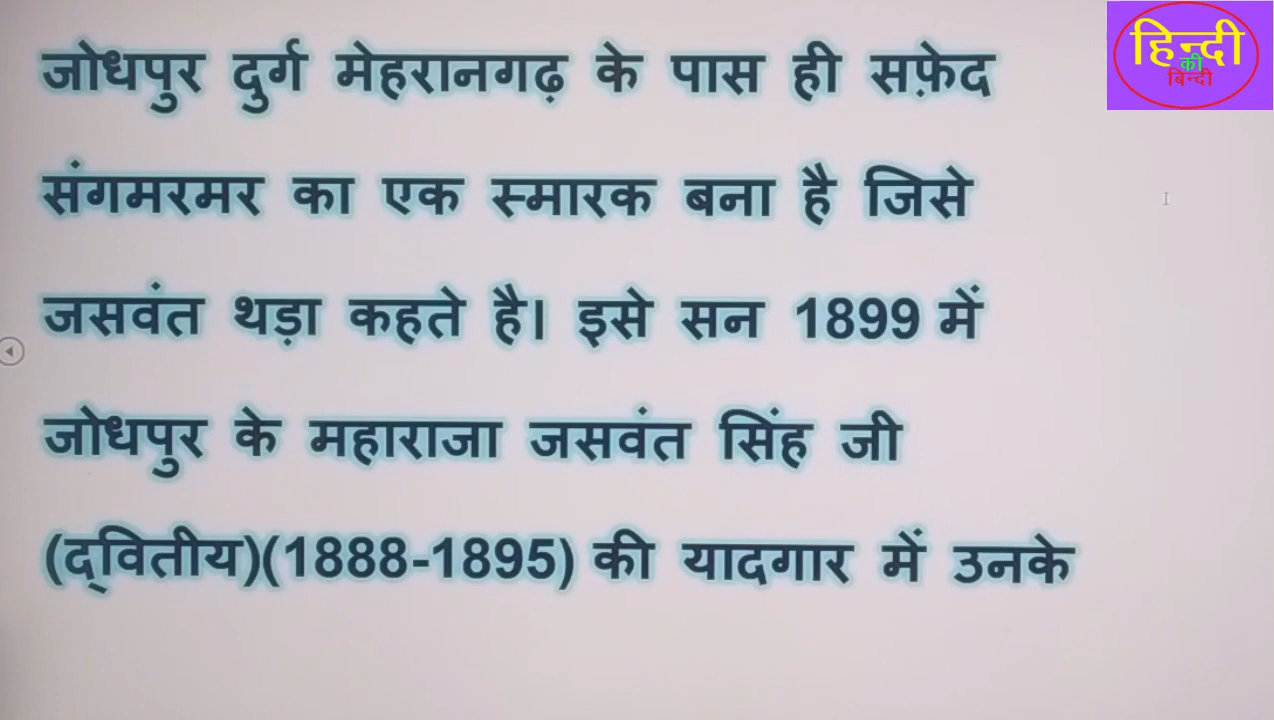 हिन्दी
की
बिन्दी
जोधपुर दुर्ग मेहरानगढ़ के पास ही सफ़ेद
संगमरमर का एक स्मारक बना है जिसे
जसवंत थड़ा कहते है। इसे सन 1899 में
जोधपुर के महाराजा जसवंत सिंह जी
(द्वितीय)(1888-1895) की यादगार में उनके